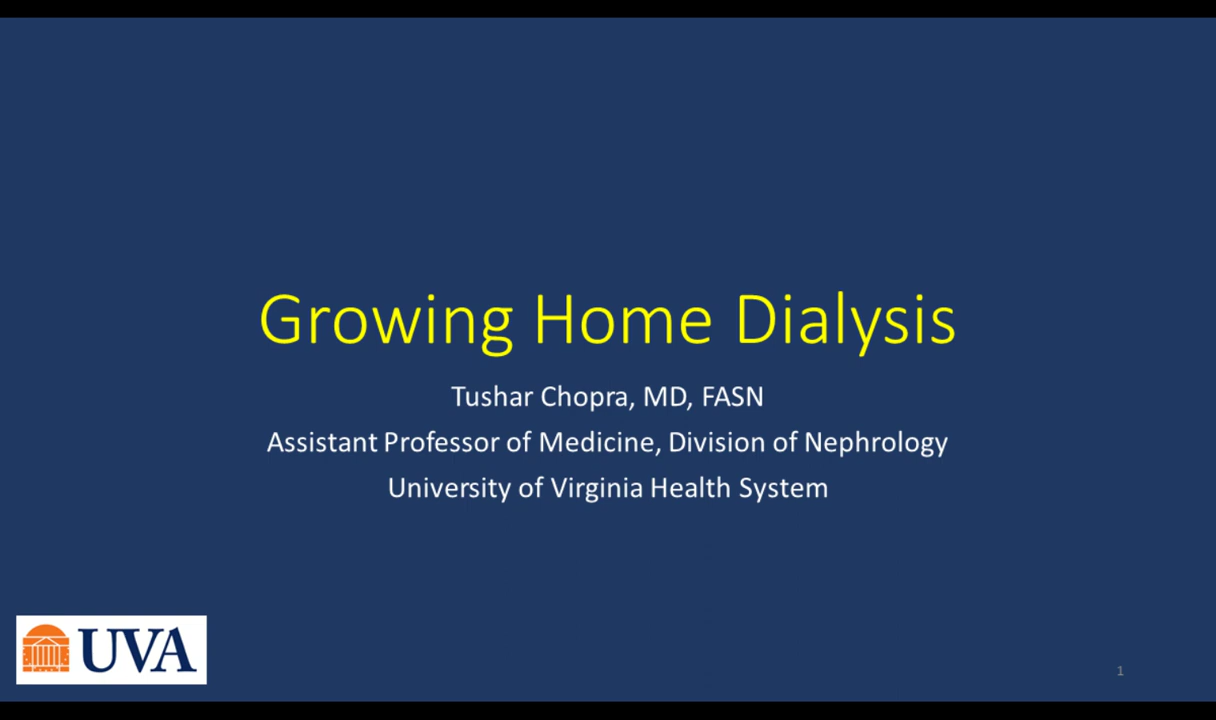 Growing Home Dialysis
Tushar Chopra, MD, FASN
Assistant Professor of Medicine, Division of Nephrology
University of Virginia Health System
UVA
1